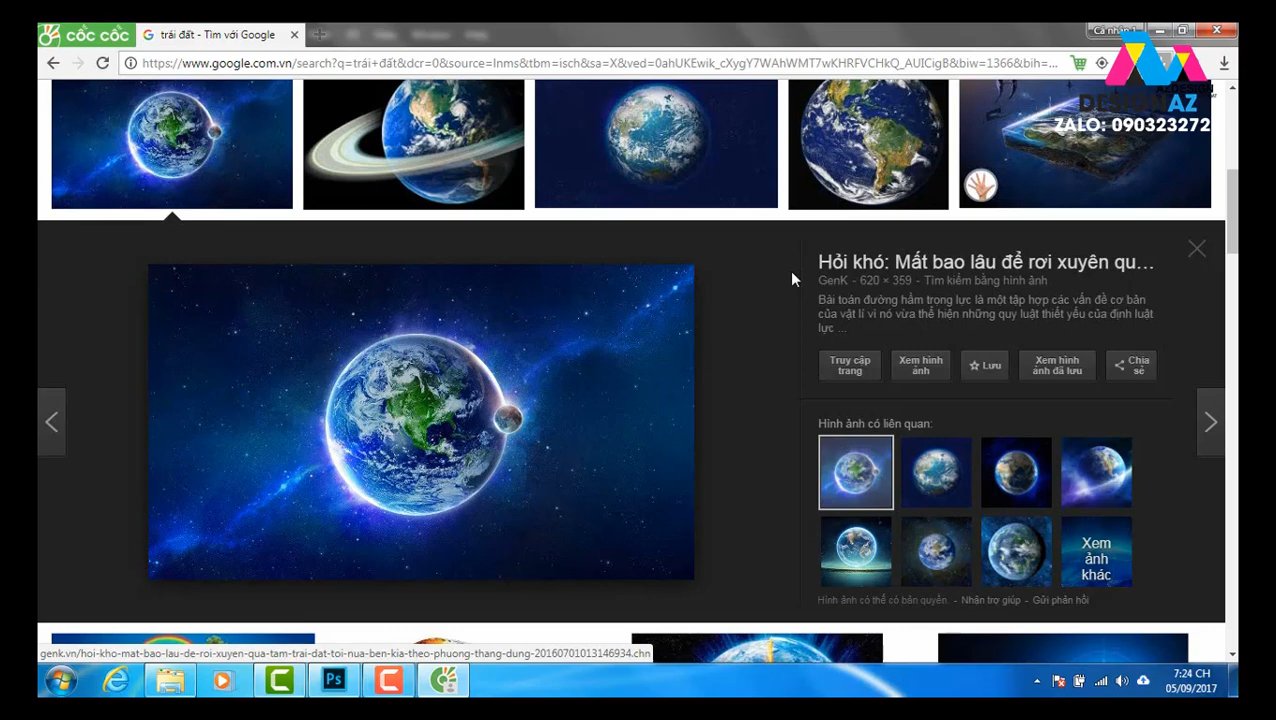 cốc cốc
trái đất - Tìm với Google
Cá nhân 1
https://www.google.com.vn/search?q=trái+đất&dcr=0&source=lnms&tbm=isch&sa=X&ved=0ahUKEwik_cXygY7WAhWMT7wKHRFVCHkQ_AUICigB&biw=1366&bih=...
DESIGN AZ
ZALO: 090323272
Hỏi khó: Mất bao lâu để rơi xuyên qu...
GenK - 620 × 359 - Tìm kiếm bằng hình ảnh
Bài toán đường hầm trọng lực là một tập hợp các vấn đề cơ bản
của vật lí vì nó vừa thể hiện những quy luật thiết yếu của định luật
lực ...
Truy cập
trang
Xem hình
ảnh
Lưu
Xem hình
ảnh đã lưu
Chia
sẻ
Hình ảnh có liên quan:
Xem
ảnh
khác
Hình ảnh có thể có bản quyền. - Nhận trợ giúp - Gửi phản hồi
genk.vn/hoi-kho-mat-bao-lau-de-roi-xuyen-qua-tam-trai-dat-toi-nua-ben-kia-theo-phuong-thang-dung-20160701013146934.chn
Ps
7:24 CH
05/09/2017